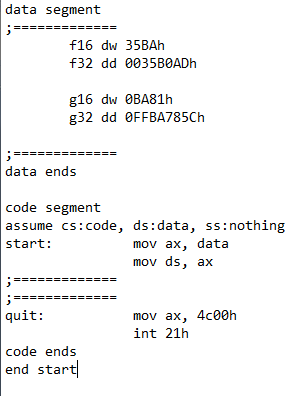 data segment
;=============
f16 dw 35BAh
f32 dd 0035B0ADh
g16 dw 0BA81h
g32 dd 0FFBA785Ch
;=============
data ends
code segment
assume cs:code, ds:data, ss:nothing
start: mov ax, data
mov ds, ax
;=============
;=============
quit: mov ax, 4c00h
int 21h
code ends
end start